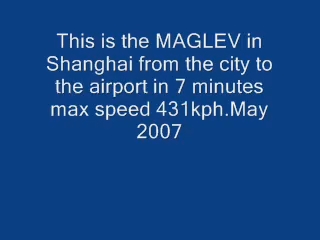 This is the MAGLEV in
Shanghai from the city to
the airport in 7 minutes
max speed 431kph.May
2007